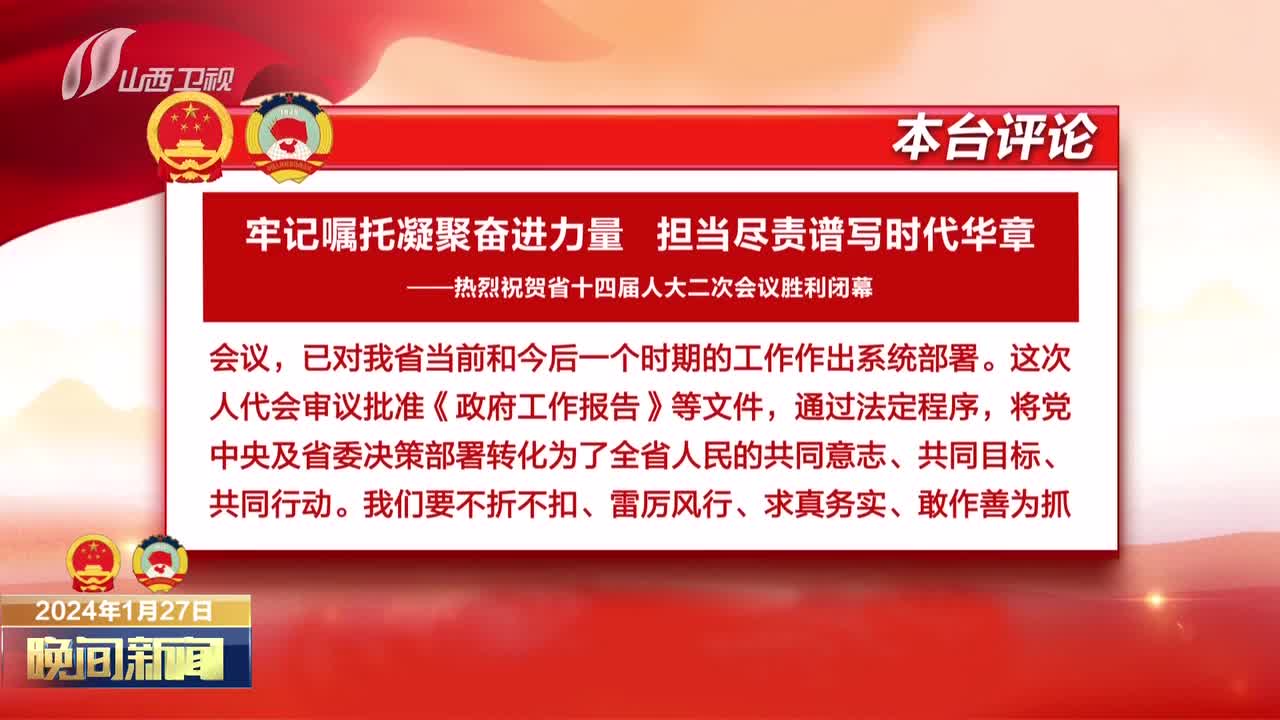 山西卫视
本台评论
牢记嘱托凝聚奋进力量 担当尽责谱写时代华章
——热烈祝贺省十四届人大二次会议胜利闭幕
会议，已对我省当前和今后一个时期的工作作出系统部署。这次
人代会审议批准《政府工作报告》等文件，通过法定程序，将党
中央及省委决策部署转化为了全省人民的共同意志、共同目标、
共同行动。我们要不折不扣、雷厉风行、求真务实、敢作善为抓
2024年1月27日
晚间新闻